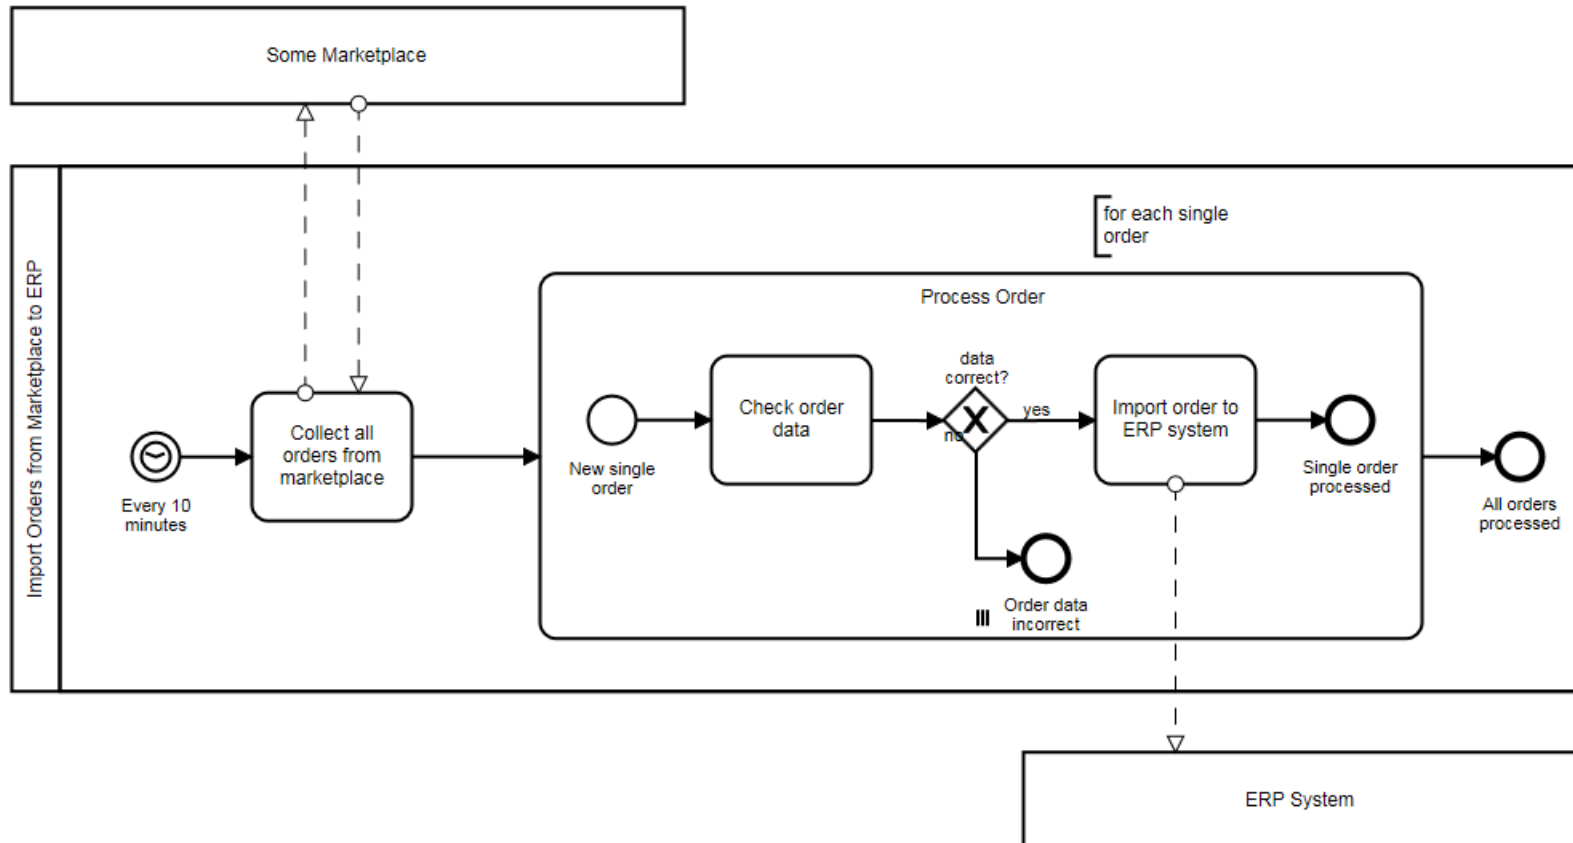 Some Marketplace
Import Orders from Marketplace to ERP
for each single
order
Process Order
Every 10
minutes
Collect all
orders from
marketplace
New single
order
Check order
data
data
correct?
yes
no
Import order to
ERP system
Single order
processed
Order data
incorrect
All orders
processed
ERP System